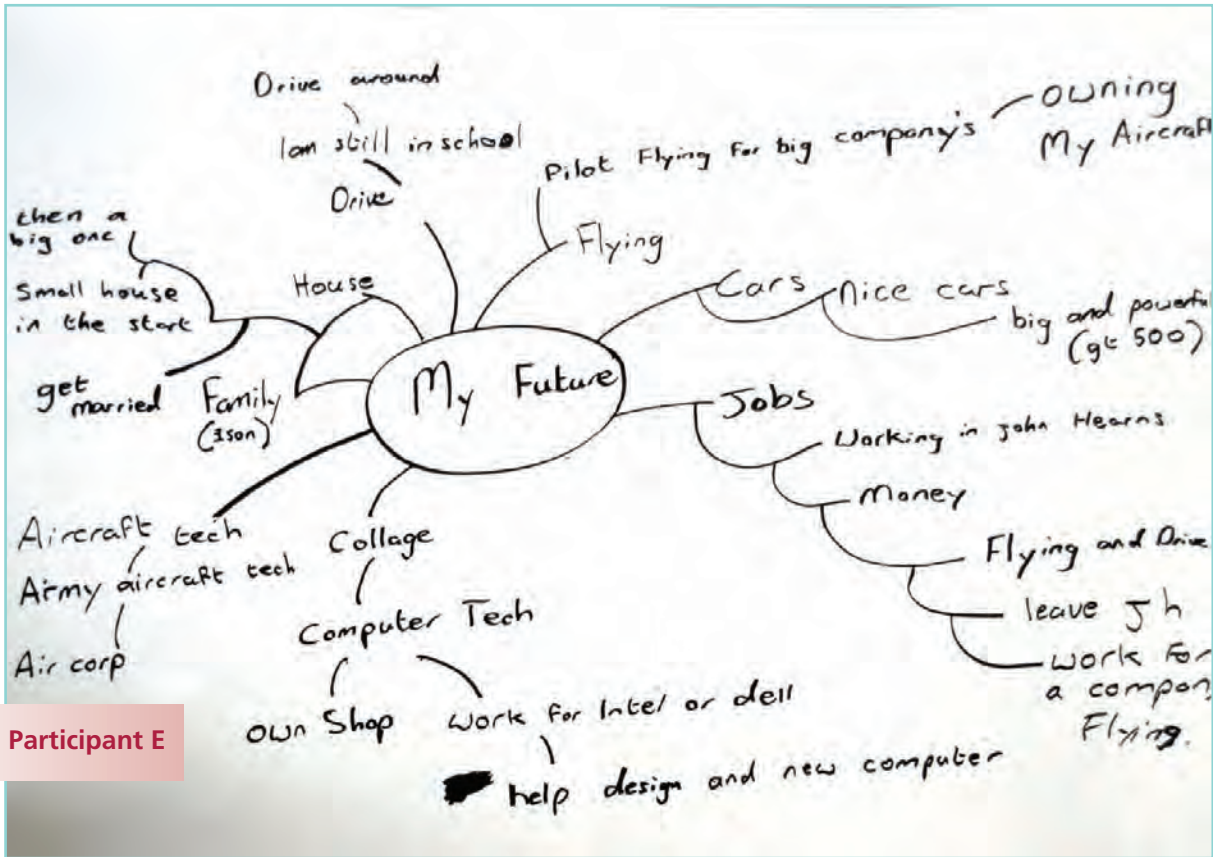 Drive around
Iam still in school
Drive
Pilot Flying for big company's
owning
My Aircraft
Flying
then a
big one
Small house
in the start
House
get
married
Family
(1son)
My Future
Cars
Nice cars
big and powerful
(gt 500)
Jobs
Working in john Hearns
Money
Flying and Drive
leave J h
work For
a compan
Flying.
Aircraft tech
Army aircraft tech
Air corp
Collage
Computer Tech
own Shop
work for Intel or dell
help design and new computer
Participant E